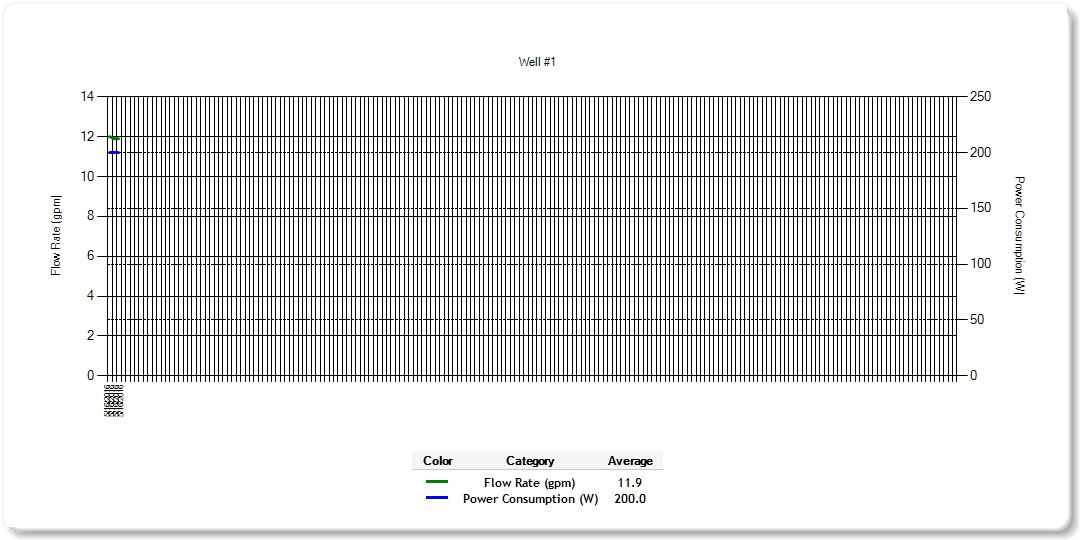 Well #1
14
12
10
8
6
4
2
0
Flow Rate (gpm)
250
200
150
100
50
0
Power Consumption (W)
Color Category Average
Flow Rate (gpm) 11.9
Power Consumption (W) 200.0